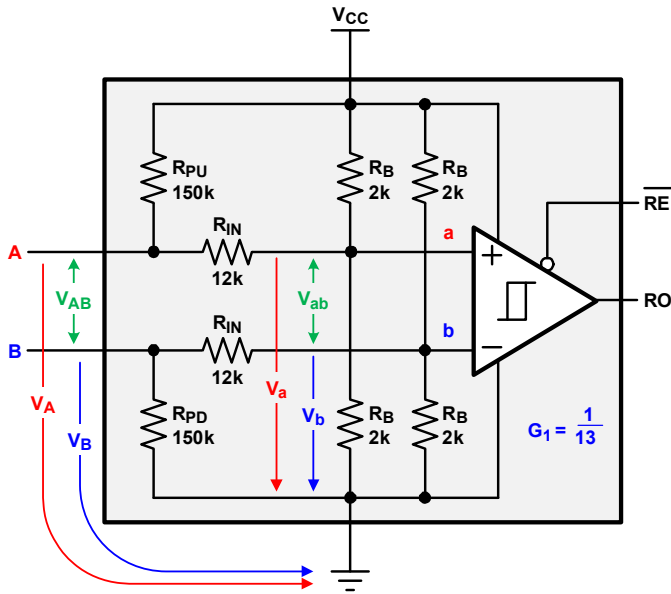 VCC
RPU
150k
RB
2k
RB
2k
RE
RIN
12k
A
a
+
VAB
Vab
RO
B
RIN
12k
b
−
VA
VB
RPD
150k
Va
Vb
RB
2k
RB
2k
G1 = 1/13